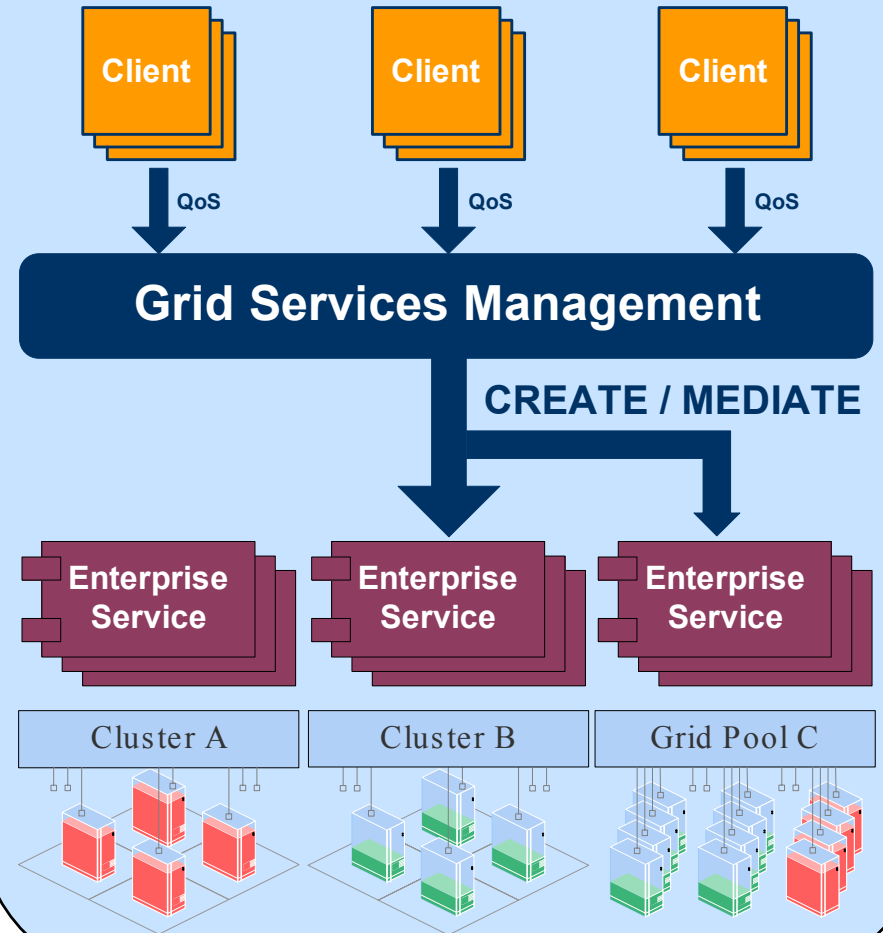 Client
Client
Client
QoS
QoS
QoS
Grid Services Management
CREATE / MEDIATE
Enterprise
Service
Enterprise
Service
Enterprise
Service
Cluster A
Cluster B
Grid Pool C